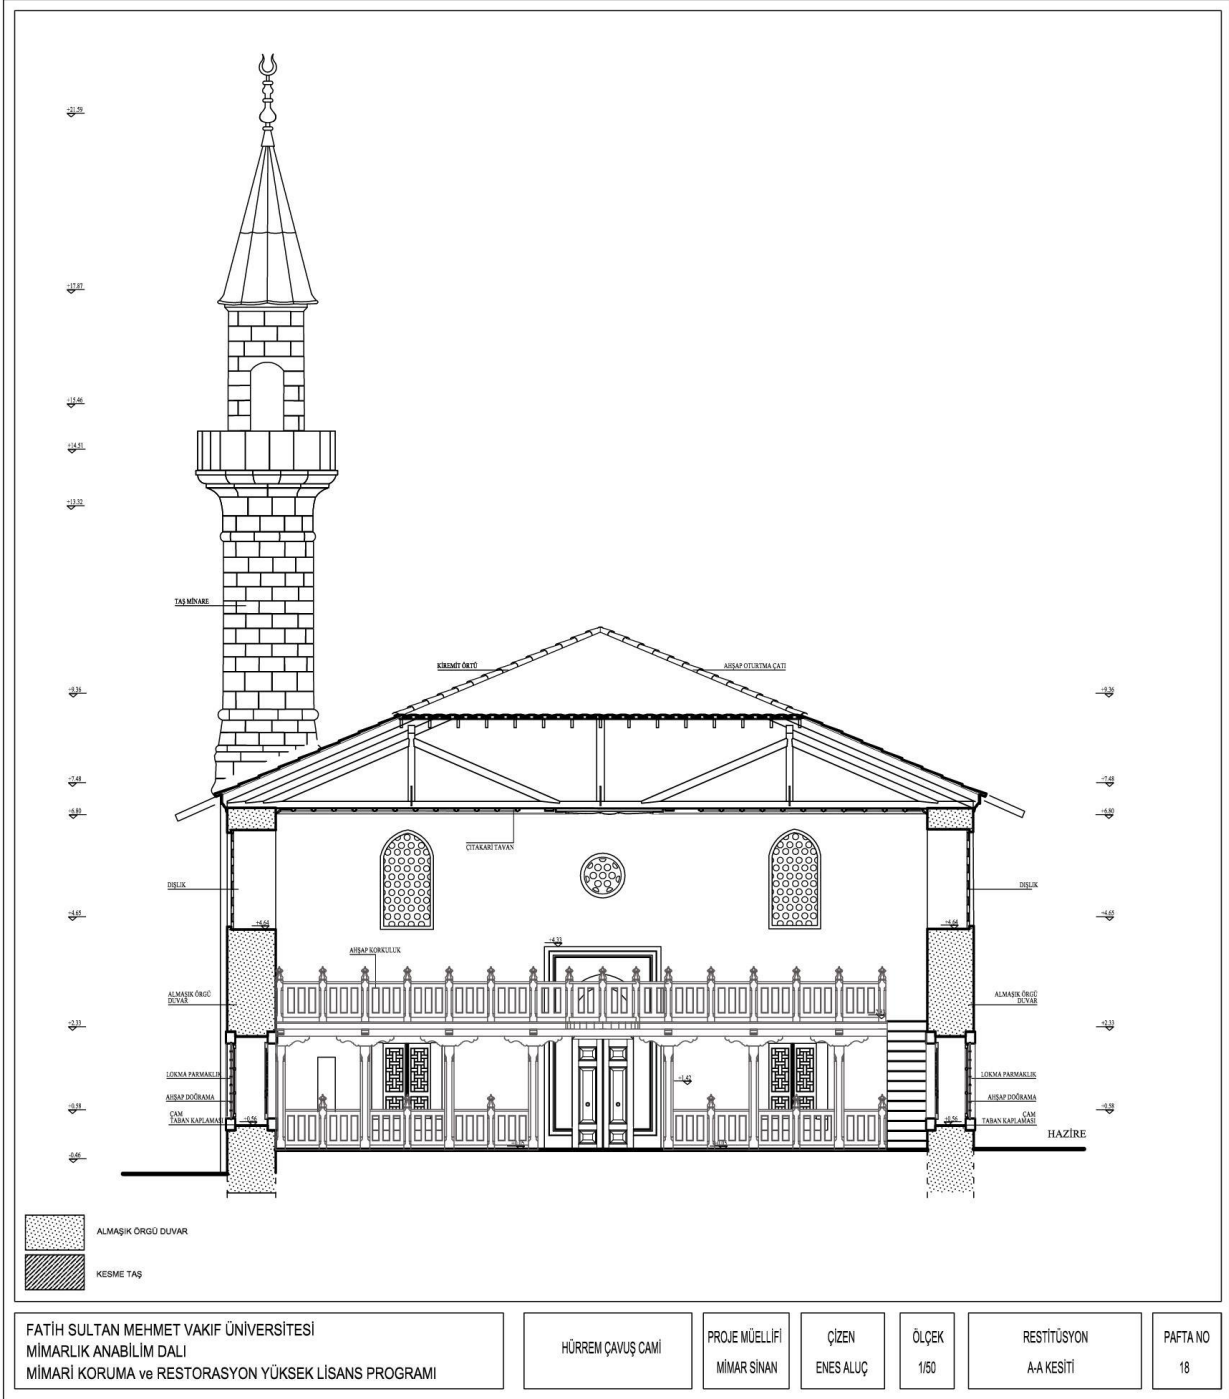 +21.59
+17.87
+15.46
+14.51
+13.32
TAŞ MİNARE
KİREMİT ÖRTÜ
AHŞAP OTURTMA ÇATI
+9.36
+9.36
+7.48
+7.48
+6.80
+6.80
ÇITAKARİ TAVAN
DIŞLIK
DIŞLIK
+4.65
+4.65
+4.64
+4.64
+4.33
AHŞAP KORKULUK
ALMAŞIK ÖRGÜ
DUVAR
ALMAŞIK ÖRGÜ
DUVAR
+2.33
+2.33
LOKMA PARMAKLIK
LOKMA PARMAKLIK
+1.42
AHŞAP DOĞRAMA
AHŞAP DOĞRAMA
+0.58
+0.58
ÇAM
TABAN KAPLAMASI
+0.56
+0.56
ÇAM
TABAN KAPLAMASI
HAZİRE
-0.46
ALMAŞIK ÖRGÜ DUVAR
KESME TAŞ
FATİH SULTAN MEHMET VAKIF ÜNİVERSİTESİ
MİMARLIK ANABİLİM DALI
MİMARİ KORUMA ve RESTORASYON YÜKSEK LİSANS PROGRAMI
HÜRREM ÇAVUŞ CAMİ
PROJE MÜELLİFİ
MİMAR SİNAN
ÇİZEN
ENES ALUÇ
ÖLÇEK
1/50
RESTİTÜSYON
A-A KESİTİ
PAFTA NO
18